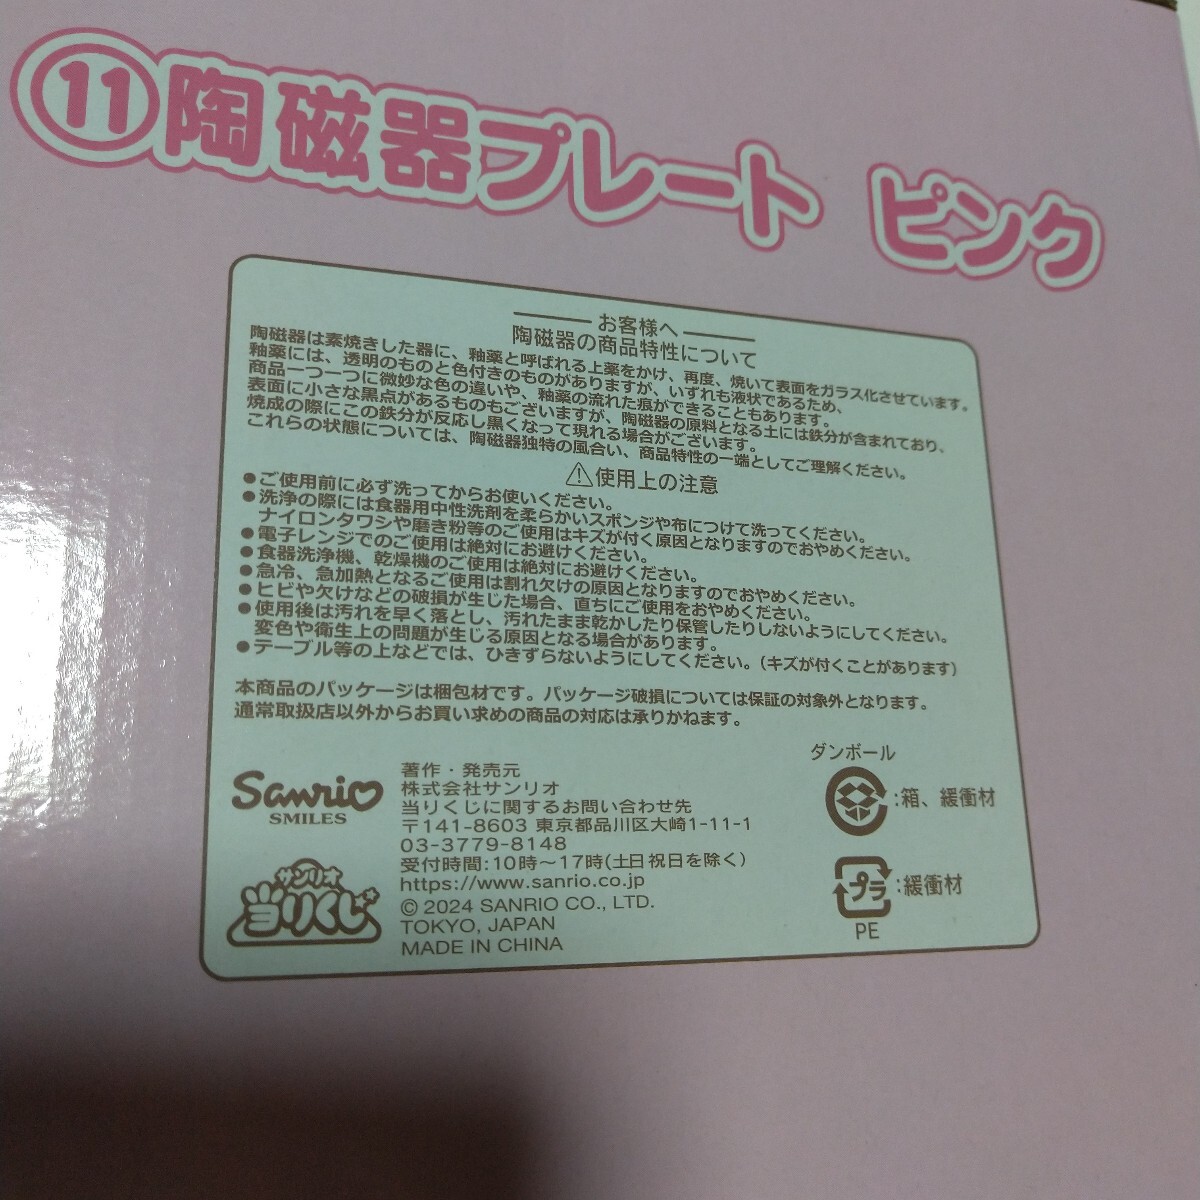 ⑪陶磁器プレート ピンク
お客様へ
陶磁器の商品特性について
陶磁器は素焼きした器に、釉薬と呼ばれる上薬をかけ、再度、焼いて表面をガラス化させています。
釉薬には、透明のものと色付きのものがありますが、いずれも液状であるため、
商品一つ一つに微妙な色の違いや、釉薬の流れた痕ができることもあります。
表面に小さな黒点があるものもございますが、陶磁器の原料となる土には鉄分が含まれており、
焼成の際にこの鉄分が反応し黒くなって現れる場合がございます。
これらの状態については、陶磁器独特の風合い、商品特性の一端としてご理解ください。
⚠使用上の注意
●ご使用前に必ず洗ってからお使いください。
●洗浄の際には食器用中性洗剤を柔らかいスポンジや布につけて洗ってください。
ナイロンタワシや磨き粉等のご使用はキズが付く原因となりますのでおやめください。
●電子レンジでのご使用は絶対にお避けください。
●食器洗浄機、乾燥機のご使用は絶対にお避けください。
●急冷、急加熱となるご使用は割れ欠けの原因となりますのでおやめください。
●ヒビや欠けなどの破損が生じた場合、直ちにご使用をおやめください。
●使用後は汚れを早く落とし、汚れたまま乾かしたり保管したりしないようにしてください。
変色や衛生上の問題が生じる原因となる場合があります。
●テーブル等の上などでは、ひきずらないようにしてください。(キズが付くことがあります)
本商品のパッケージは梱包材です。パッケージ破損については保証の対象外となります。
通常取扱店以外からお買い求めの商品の対応は承りかねます。
Sanrio
SMILES
サンリオ
当りくじ
著作・発売元
株式会社サンリオ
当りくじに関するお問い合わせ先
〒141-8603 東京都品川区大崎1-11-1
03-3779-8148
受付時間:10時～17時(土日祝日を除く)
https://www.sanrio.co.jp
© 2024 SANRIO CO., LTD.
TOKYO, JAPAN
MADE IN CHINA
ダンボール
:箱、緩衝材
プラ:緩衝材
PE